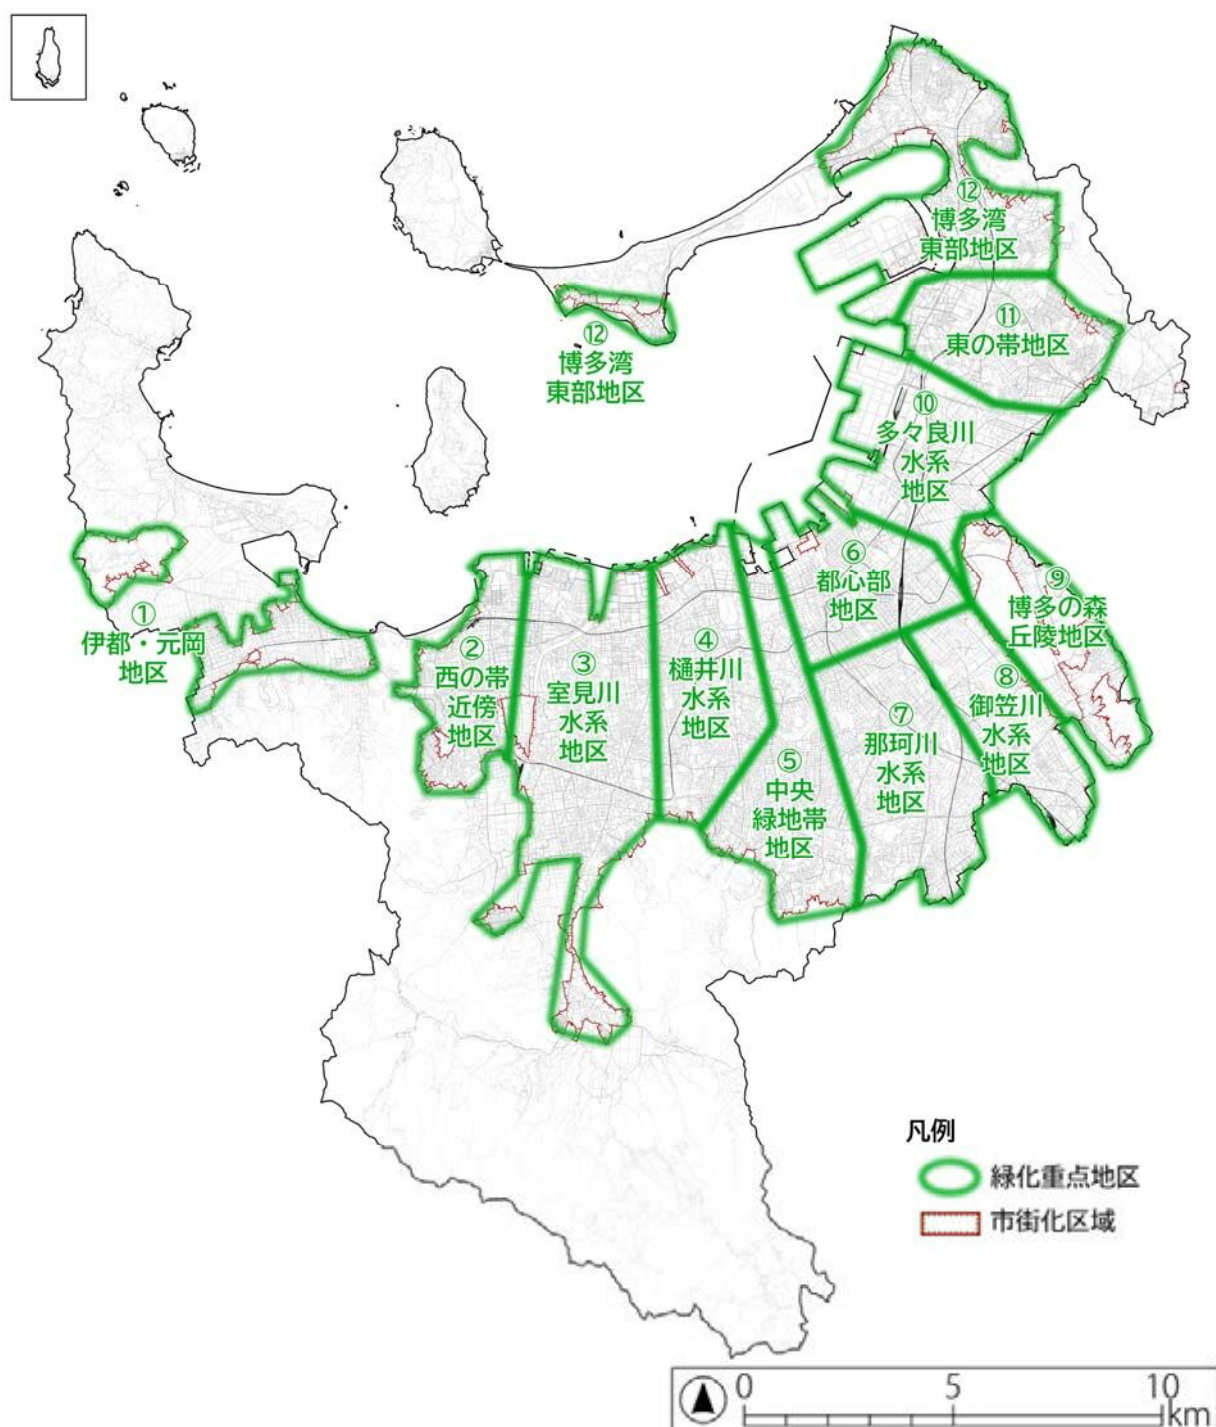 ⑫
博多湾
東部地区
⑪
東の帯地区
⑫
博多湾
東部地区
⑩
多々良川
水系
地区
⑥
都心部
地区
⑨
博多の森
丘陵地区
①
伊都・元岡
地区
②
西の帯
近傍
地区
③
室見川
水系
地区
④
樋井川
水系
地区
⑧
御笠川
水系
地区
⑦
那珂川
水系
地区
⑤
中央
緑地帯
地区
凡例
緑化重点地区
市街化区域
0 5 10
km